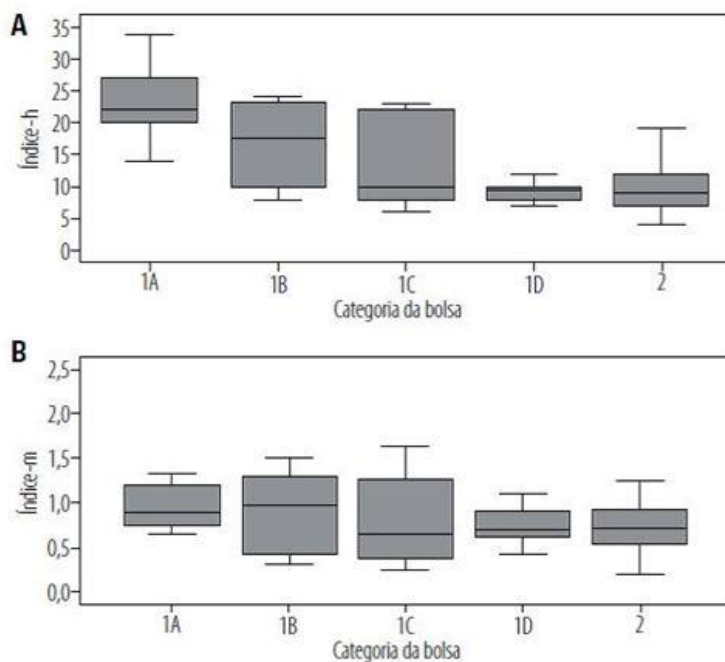 A
Índice-h
35
30
25
20
15
10
5
0
1A 1B 1C 1D 2
Categoria da bolsa
B
Índice-m
2,5
2,0
1,5
1,0
0,5
0,0
1A 1B 1C 1D 2
Categoria da bolsa